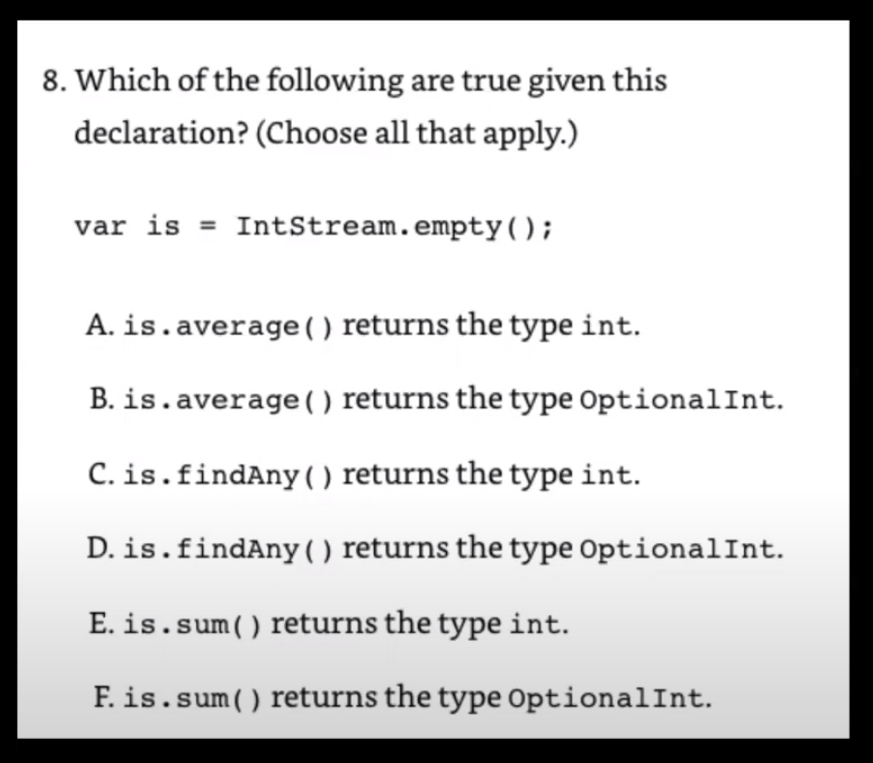 8. Which of the following are true given this
declaration? (Choose all that apply.)
var is = IntStream.empty();
A. is.average() returns the type int.
B. is.average() returns the type OptionalInt.
C. is.findAny() returns the type int.
D. is.findAny() returns the type OptionalInt.
E. is.sum() returns the type int.
F. is.sum() returns the type OptionalInt.